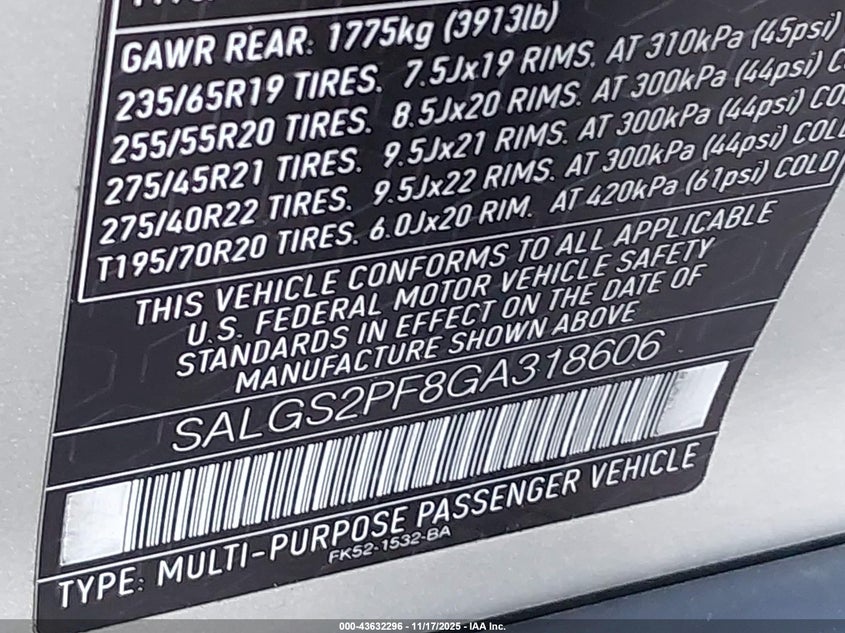 GAWR REAR: 1775kg (3913lb)
235/65R19 TIRES. 7.5Jx19 RIMS. AT 310kPa (45psi)
255/55R20 TIRES. 8.5Jx20 RIMS. AT 300kPa (44psi) C
275/45R21 TIRES. 9.5Jx21 RIMS. AT 300kPa (44psi) CO
275/40R22 TIRES. 9.5Jx22 RIMS. AT 300kPa (44psi) COL
T195/70R20 TIRES. 6.0Jx20 RIM. AT 420kPa (61psi) COLD
THIS VEHICLE CONFORMS TO ALL APPLICABLE
U.S. FEDERAL MOTOR VEHICLE SAFETY
STANDARDS IN EFFECT ON THE DATE OF
MANUFACTURE SHOWN ABOVE
SALGS2PF8GA318606
TYPE: MULTI-PURPOSE PASSENGER VEHICLE
FK52-1532-BA
000-43632296 - 11/17/2025 - IAA Inc.